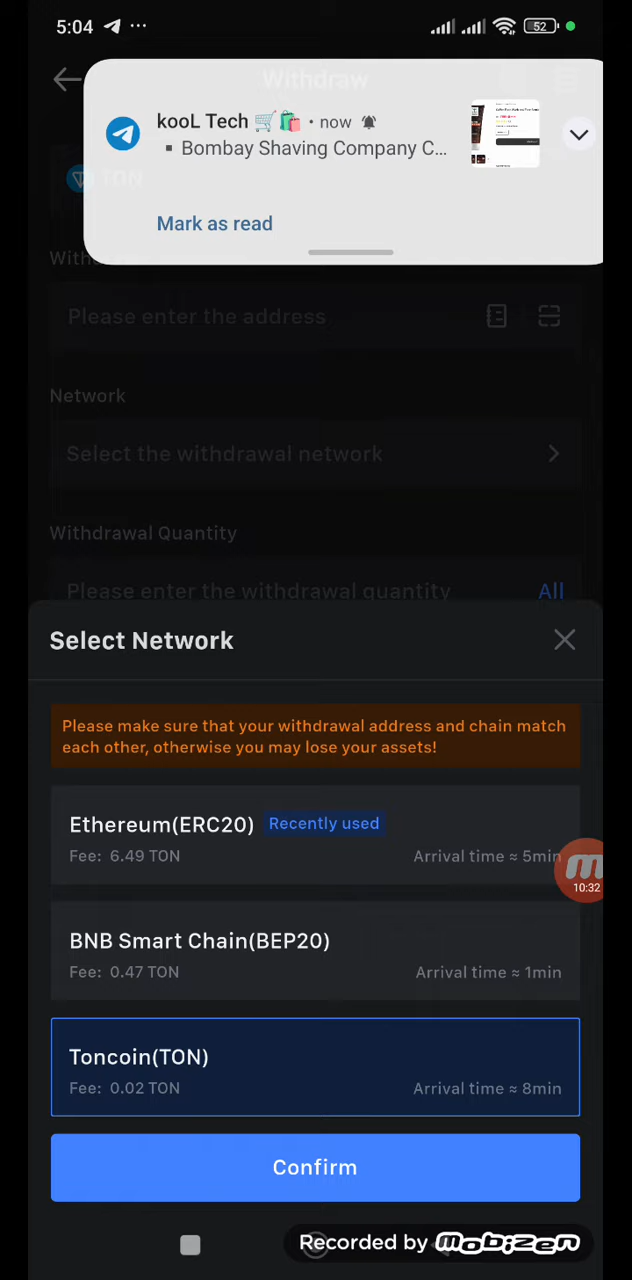 5:04
52
Withdraw
kooL Tech 🛒🛍️ • now
▪ Bombay Shaving Company C...
TON
Mark as read
Please enter the address
Network
Select the withdrawal network
Withdrawal Quantity
Please enter the withdrawal quantity All
Select Network
Please make sure that your withdrawal address and chain match
each other, otherwise you may lose your assets!
Ethereum(ERC20) Recently used
Fee: 6.49 TON Arrival time ≈ 5min
10:32
BNB Smart Chain(BEP20)
Fee: 0.47 TON Arrival time ≈ 1min
Toncoin(TON)
Fee: 0.02 TON Arrival time ≈ 8min
Confirm
Recorded by mobizen